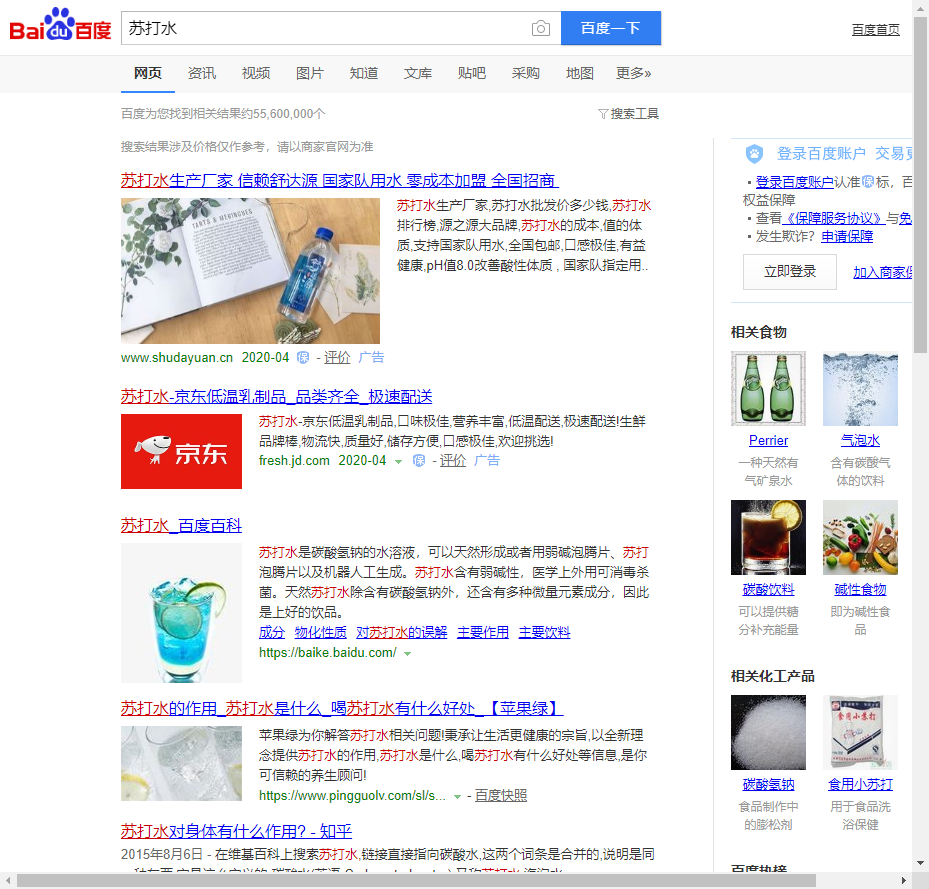 Baidu百度
苏打水
百度一下
百度首页
网页 资讯 视频 图片 知道 文库 贴吧 采购 地图 更多»
百度为您找到相关结果约55,600,000个
搜索工具
搜索结果涉及价格仅作参考，请以商家官网为准
苏打水生产厂家 信赖舒达源 国家队用水 零成本加盟 全国招商
TARTS & MERINGUES
苏打水生产厂家,苏打水批发价多少钱,苏打水
排行榜,源之源大品牌,苏打水的成本,值的体
质,支持国家队用水,全国包邮,口感极佳,有益
健康,pH值8.0改善酸性体质 , 国家队指定用..
www.shudayuan.cn 2020-04 保 - 评价 广告
苏打水-京东低温乳制品_品类齐全_极速配送
京东
苏打水-京东低温乳制品,口味极佳,营养丰富,低温配送,极速配送!生鲜
品牌棒,物流快,质量好,储存方便,口感极佳,欢迎挑选!
fresh.jd.com 2020-04 保 - 评价 广告
苏打水_百度百科
苏打水是碳酸氢钠的水溶液，可以天然形成或者用弱碱泡腾片、苏打
泡腾片以及机器人工生成。苏打水含有弱碱性，医学上外用可消毒杀
菌。天然苏打水除含有碳酸氢钠外，还含有多种微量元素成分，因此
是上好的饮品。
成分 物化性质 对苏打水的误解 主要作用 主要饮料
https://baike.baidu.com/
苏打水的作用_苏打水是什么_喝苏打水有什么好处_【苹果绿】
苹果绿为你解答苏打水相关问题!秉承让生活更健康的宗旨,以全新理
念提供苏打水的作用,苏打水是什么,喝苏打水有什么好处等信息,是你
可信赖的养生顾问!
https://www.pingguolv.com/sl/s... - 百度快照
苏打水对身体有什么作用? - 知乎
2015年8月6日 - 在维基百科上搜索苏打水,链接直接指向碳酸水,这两个词条是合并的,说明是
登录百度账户 交易更
登录百度账户认准保标，百
权益保障
查看《保障服务协议》与免
发生欺诈？申请保障
立即登录 加入商家保
相关食物
Perrier 气泡水
一种天然有 含有碳酸气
气矿泉水 体的饮料
碳酸饮料 碱性食物
可以提供糖 即为碱性食
分补充能量 品
相关化工产品
食用小苏打
碳酸氢钠 食用小苏打
食品制作中 用于食品洗
的膨松剂 浴保健